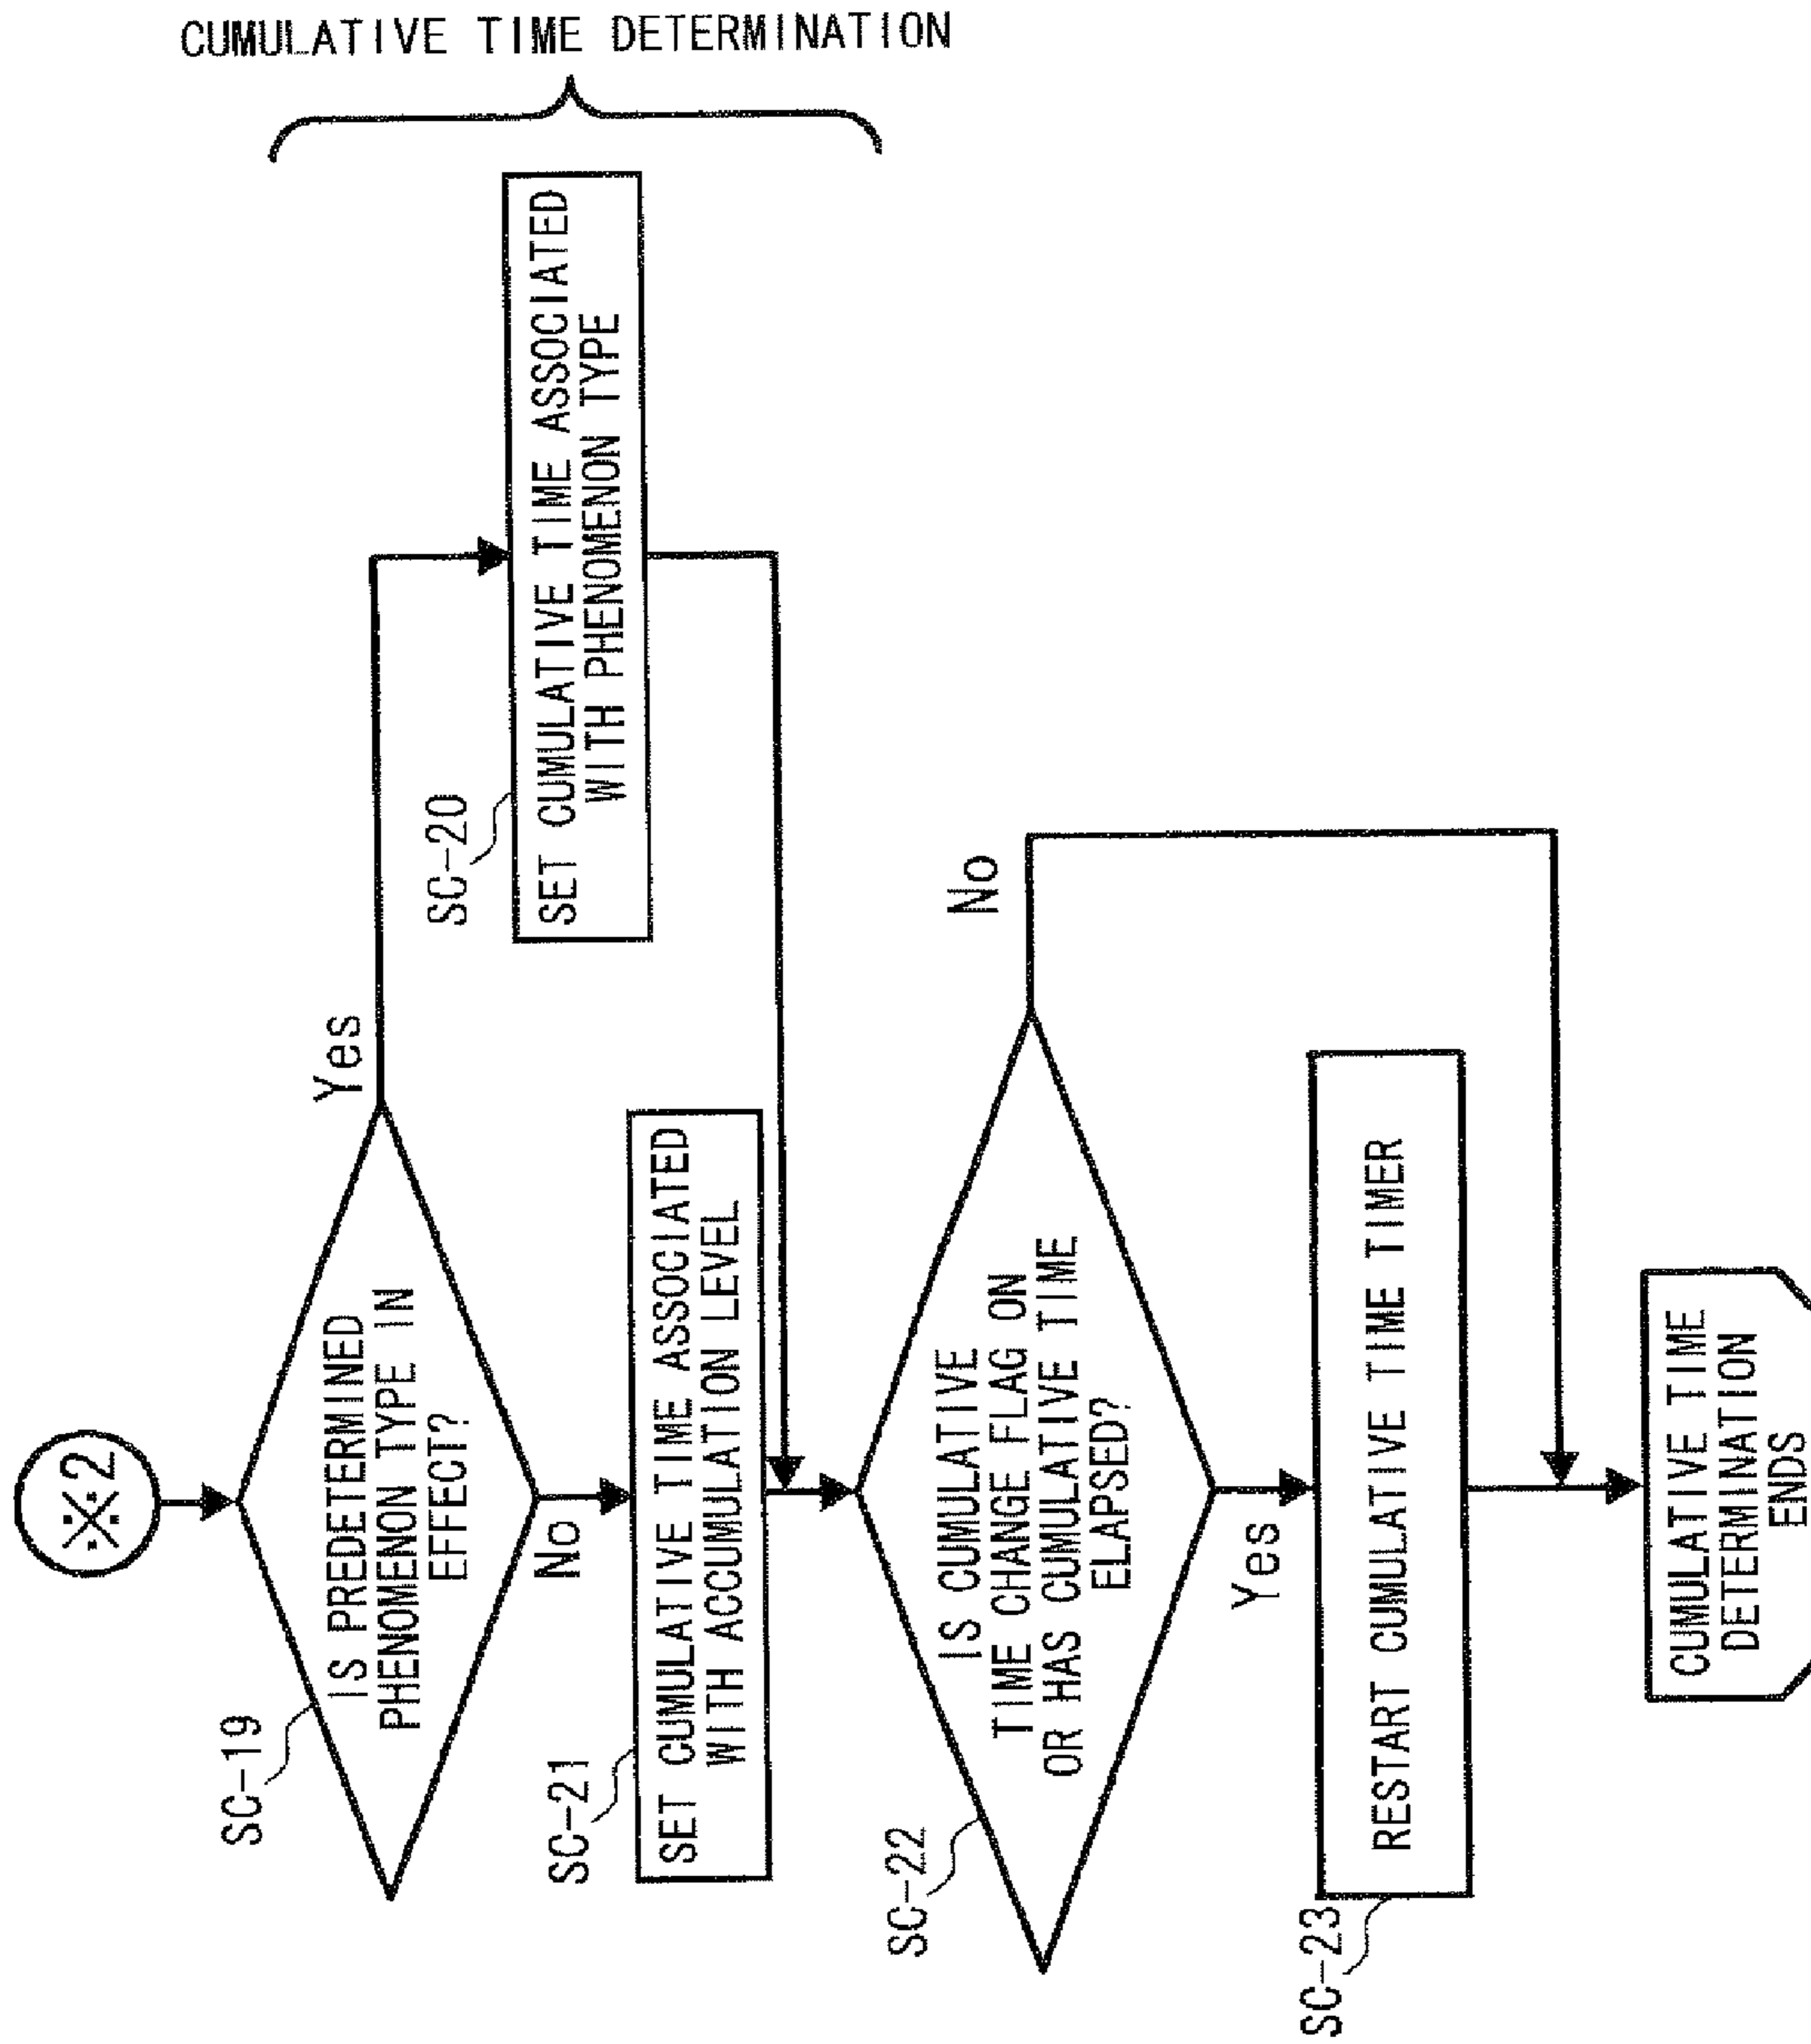 CUMULATIVE TIME DETERMINATION
※2
SC-19
IS PREDETERMINED
PHENOMENON TYPE IN
EFFECT?
Yes
No
SC-20
SET CUMULATIVE TIME ASSOCIATED
WITH PHENOMENON TYPE
SC-21
SET CUMULATIVE TIME ASSOCIATED
WITH ACCUMULATION LEVEL
SC-22
IS CUMULATIVE
TIME CHANGE FLAG ON
OR HAS CUMULATIVE TIME
ELAPSED?
No
Yes
SC-23
RESTART CUMULATIVE TIME TIMER
CUMULATIVE TIME
DETERMINATION
ENDS